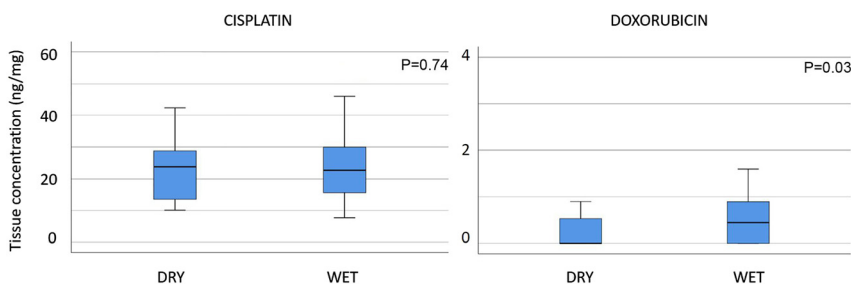 CISPLATIN
Tissue concentration (ng/mg)
60
40
20
0
P=0.74
DRY WET
DOXORUBICIN
4
2
0
P=0.03
DRY WET